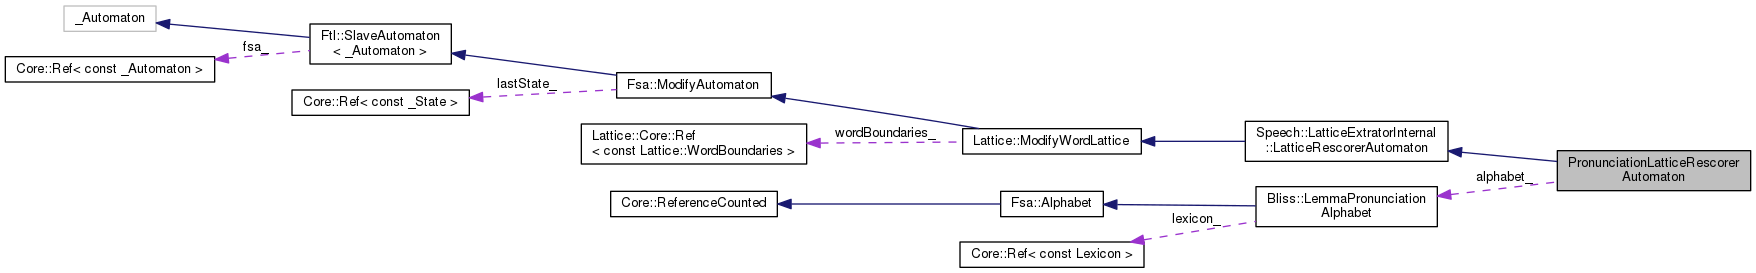 _Automaton
Ftl::SlaveAutomaton
< _Automaton >
fsa_
Core::Ref< const _Automaton >
Fsa::ModifyAutomaton
lastState_
Core::Ref< const _State >
Lattice::Core::Ref
< const Lattice::WordBoundaries >
wordBoundaries_
Lattice::ModifyWordLattice
Speech::LatticeExtratorInternal
::LatticeRescorerAutomaton
PronunciationLatticeRescorer
Automaton
alphabet_
Core::ReferenceCounted
Fsa::Alphabet
Bliss::LemmaPronunciation
Alphabet
lexicon_
Core::Ref< const Lexicon >